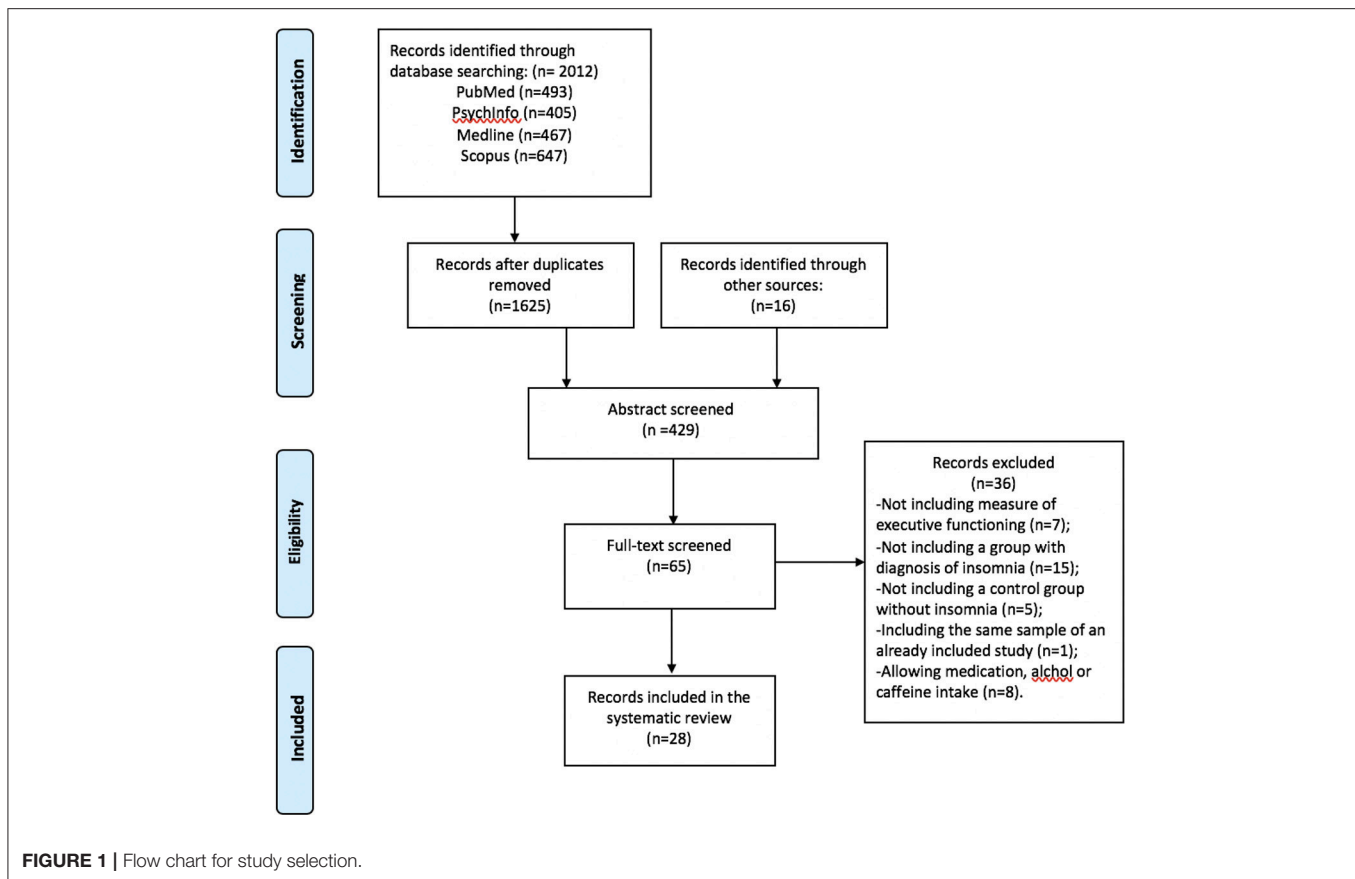 Identification
Records identified through
database searching: (n= 2012)
PubMed (n=493)
PsychInfo (n=405)
Medline (n=467)
Scopus (n=647)
Screening
Records after duplicates
removed
(n=1625)
Records identified through
other sources:
(n=16)
Abstract screened
(n =429)
Eligibility
Full-text screened
(n=65)
Records excluded
(n=36)
-Not including measure of
executive functioning (n=7);
-Not including a group with
diagnosis of insomnia (n=15);
-Not including a control group
without insomnia (n=5);
-Including the same sample of an
already included study (n=1);
-Allowing medication, alchol or
caffeine intake (n=8).
Included
Records included in the
systematic review
(n=28)
FIGURE 1 | Flow chart for study selection.